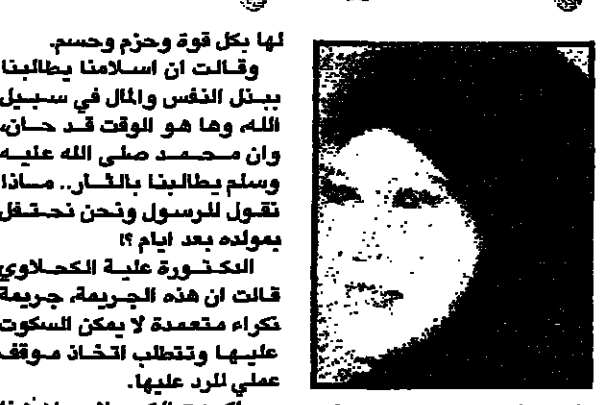 لها بكل قوة وحزم وحسم.
وقالت ان اسلامنا يطالبنا
ببذل النفس والمال في سبيل
الله، وها هو الوقت قد حان،
وان محمد صلى الله عليه
وسلم يطالبنا بالثأر.. ماذا
نقول للرسول ونحن نحتفل
بمولده بعد ايام ؟!
الدكتورة علية الكحلاوي
قالت ان هذه الجريمة، جريمة
نكراء متعمدة لا يمكن السكوت
عليها وتتطلب اتخاذ موقف
عملي للرد عليها.